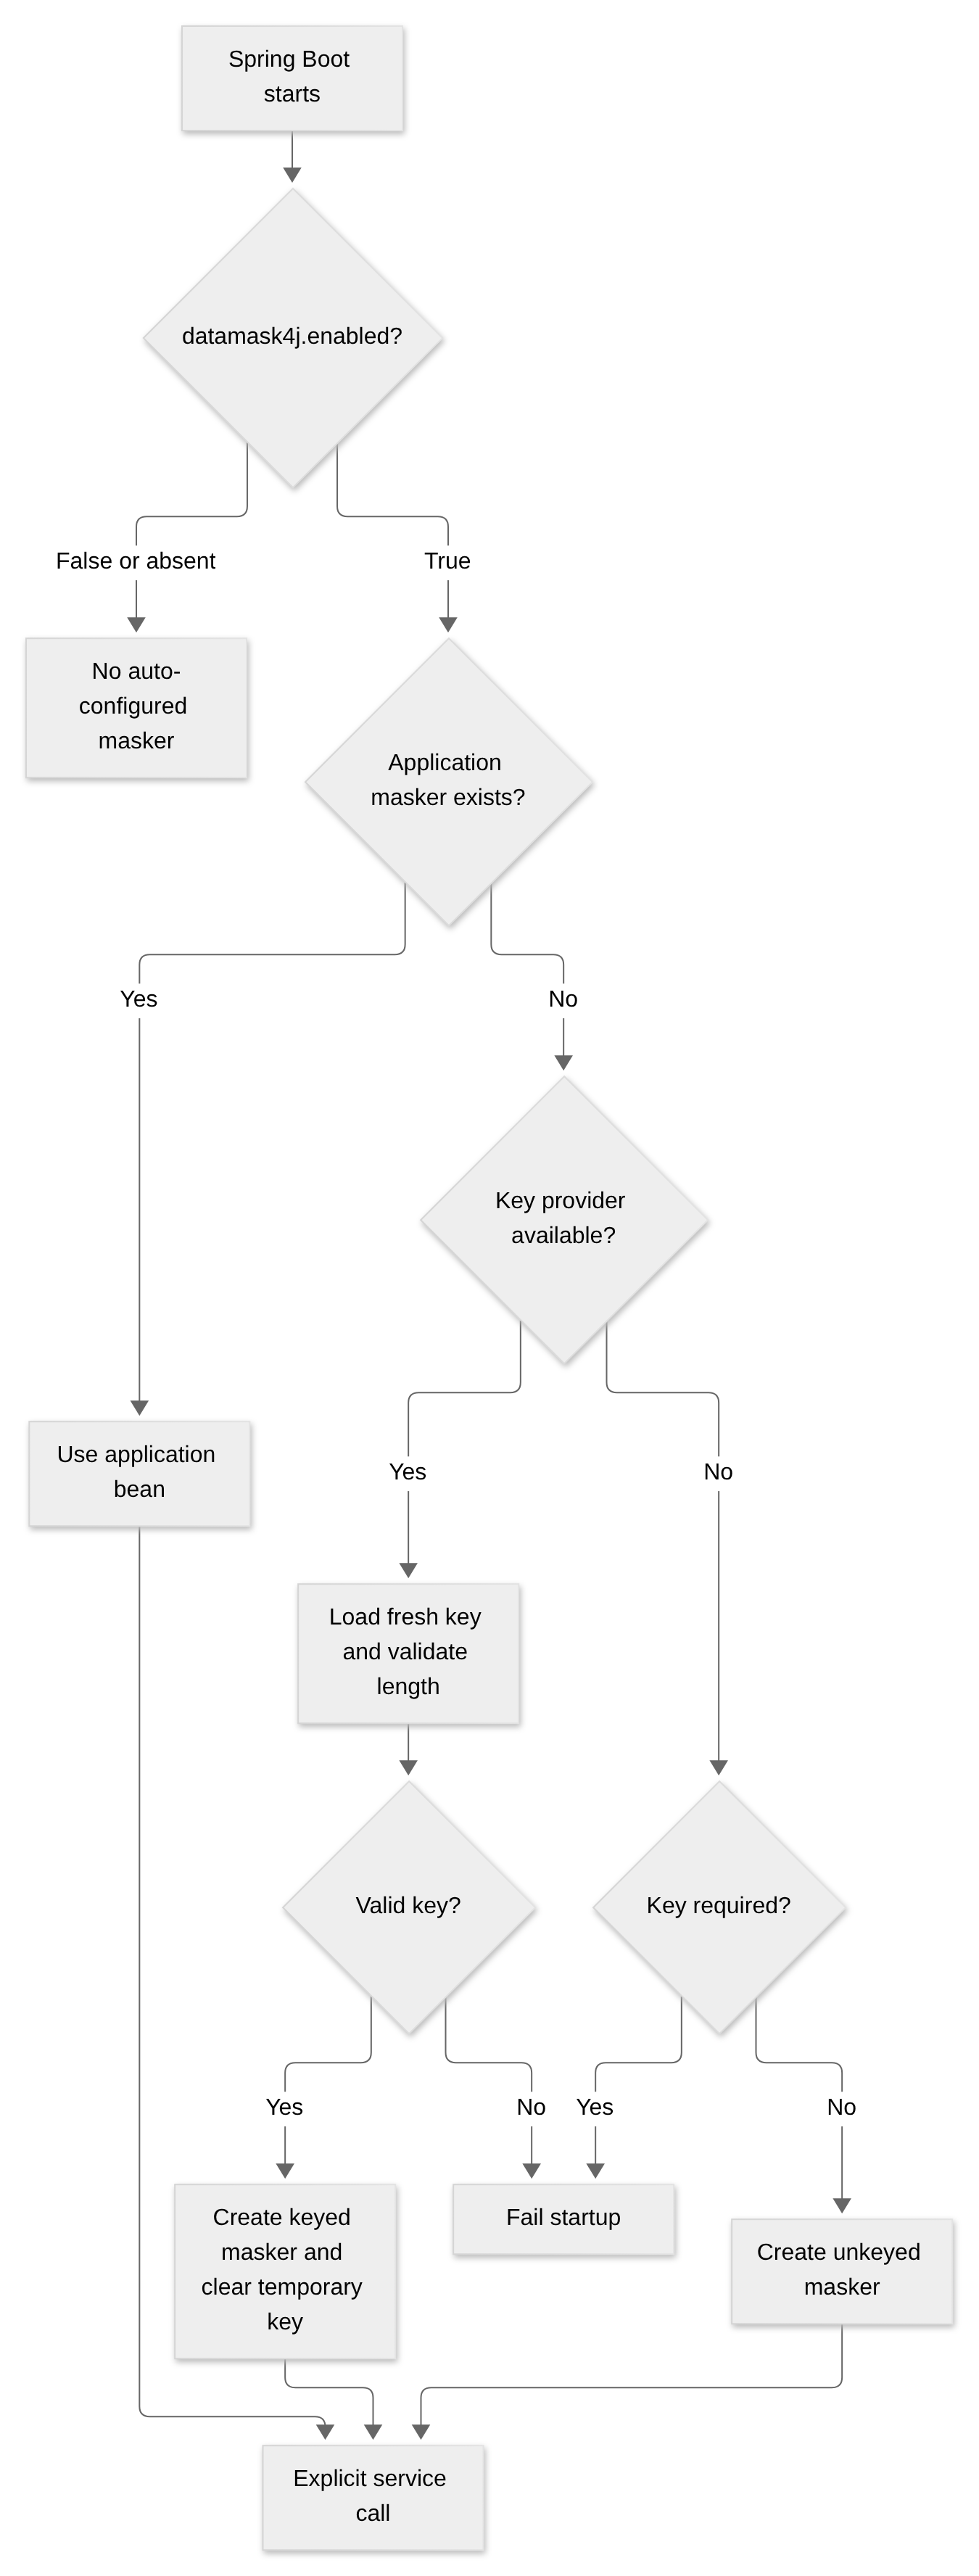 Spring Boot
starts
datamask4j.enabled?
False or absent
True
No auto-
configured
masker
Application
masker exists?
Yes
No
Key provider
available?
Use application
bean
Yes
No
Load fresh key
and validate
length
Valid key?
Key required?
Yes
No
Yes
No
Create keyed
masker and
clear temporary
key
Fail startup
Create unkeyed
masker
Explicit service
call